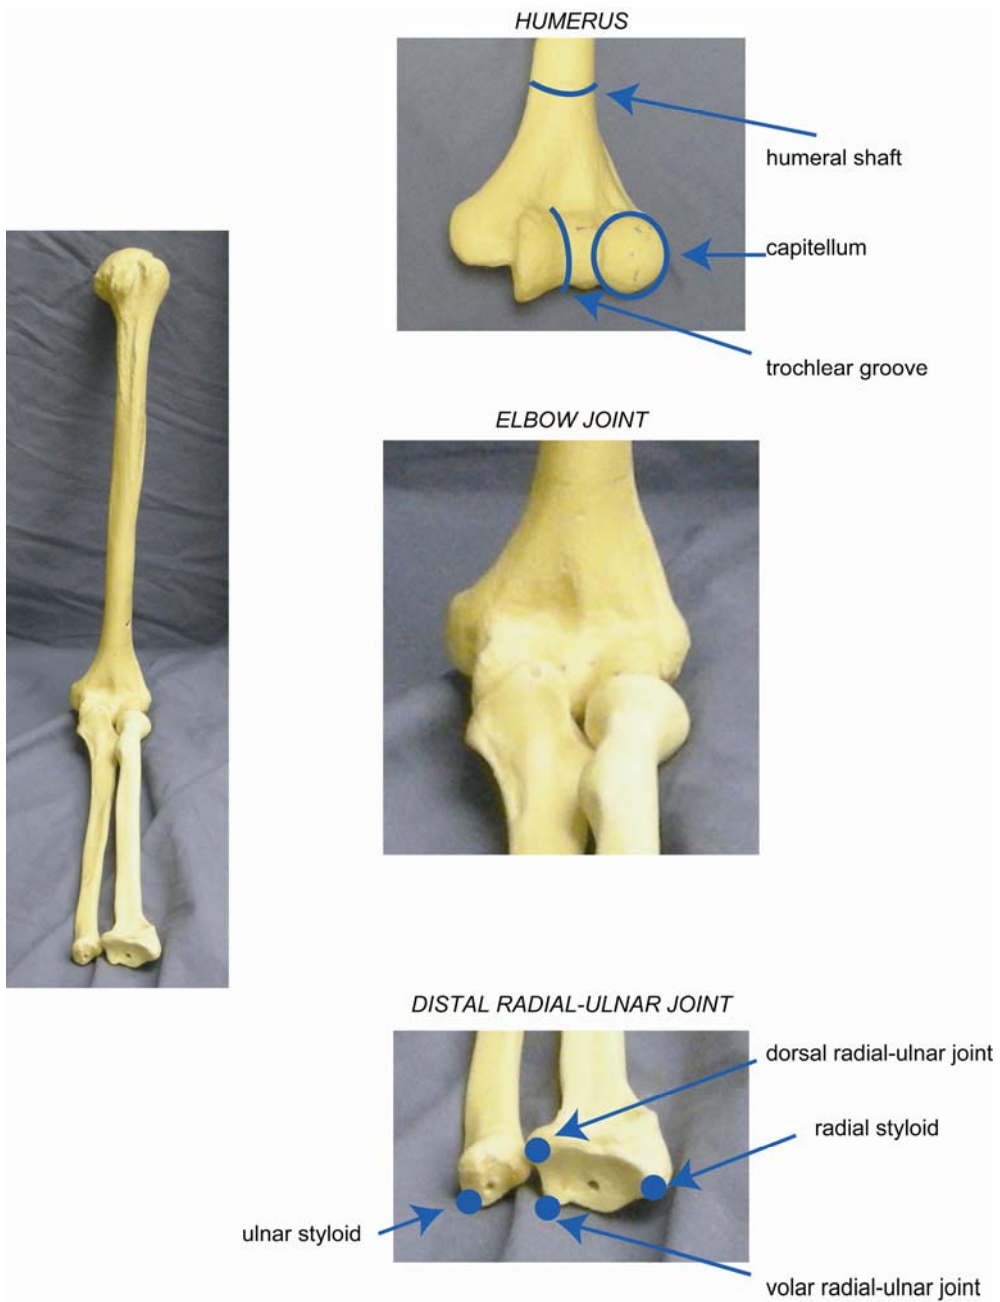 HUMERUS
humeral shaft
capitellum
trochlear groove
ELBOW JOINT
DISTAL RADIAL-ULNAR JOINT
dorsal radial-ulnar joint
radial styloid
ulnar styloid
volar radial-ulnar joint